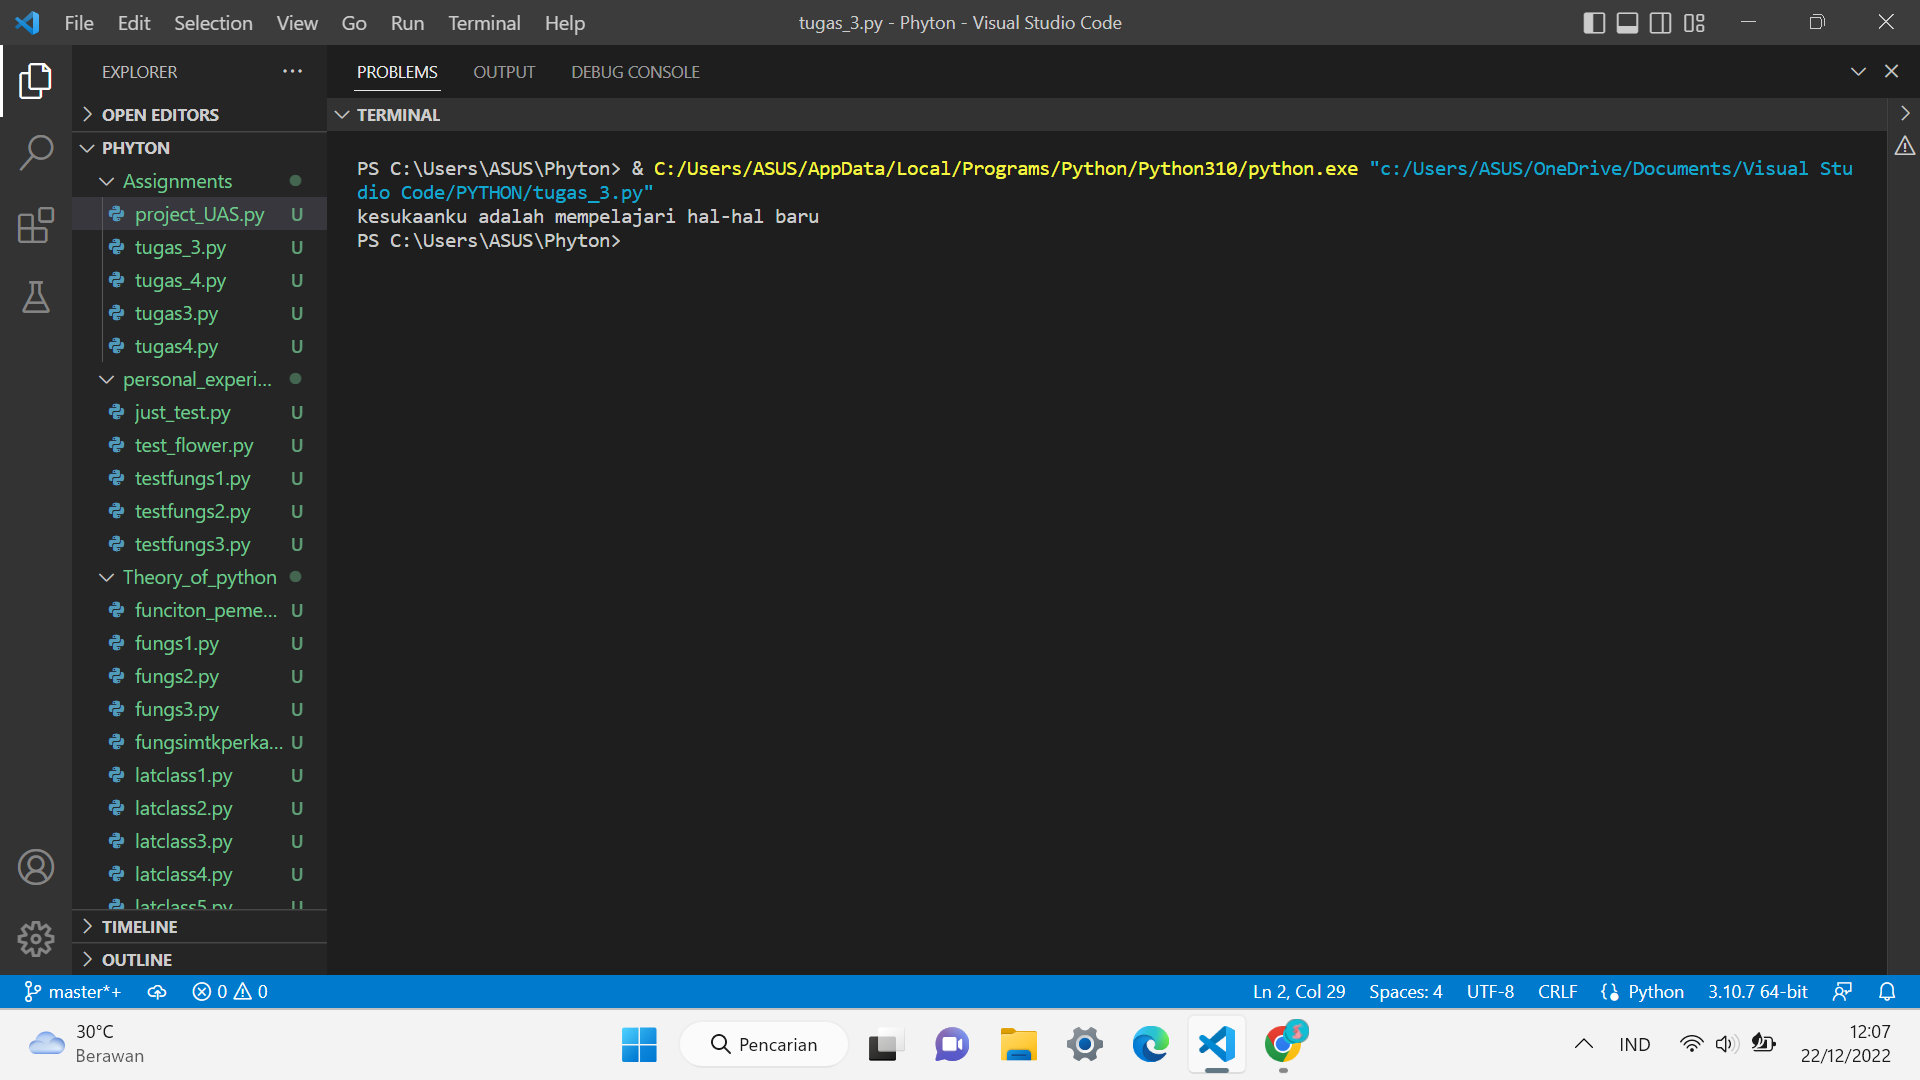 File Edit Selection View Go Run Terminal Help
tugas_3.py - Phyton - Visual Studio Code
EXPLORER
OPEN EDITORS
PHYTON
Assignments
project_UAS.py U
tugas_3.py U
tugas_4.py U
tugas3.py U
tugas4.py U
personal_experi...
just_test.py U
test_flower.py U
testfungs1.py U
testfungs2.py U
testfungs3.py U
Theory_of_python
funciton_peme... U
fungs1.py U
fungs2.py U
fungs3.py U
fungsimtkperka... U
latclass1.py U
latclass2.py U
latclass3.py U
latclass4.py U
latclass5.py U
TIMELINE
OUTLINE
PROBLEMS OUTPUT DEBUG CONSOLE
TERMINAL
PS C:\Users\ASUS\Phyton> & C:/Users/ASUS/AppData/Local/Programs/Python/Python310/python.exe "c:/Users/ASUS/OneDrive/Documents/Visual Stu
dio Code/PYTHON/tugas_3.py"
kesukaanku adalah mempelajari hal-hal baru
PS C:\Users\ASUS\Phyton>
master*+ 0 0 Ln 2, Col 29 Spaces: 4 UTF-8 CRLF Python 3.10.7 64-bit
30°C
Berawan
Pencarian
IND
12:07
22/12/2022